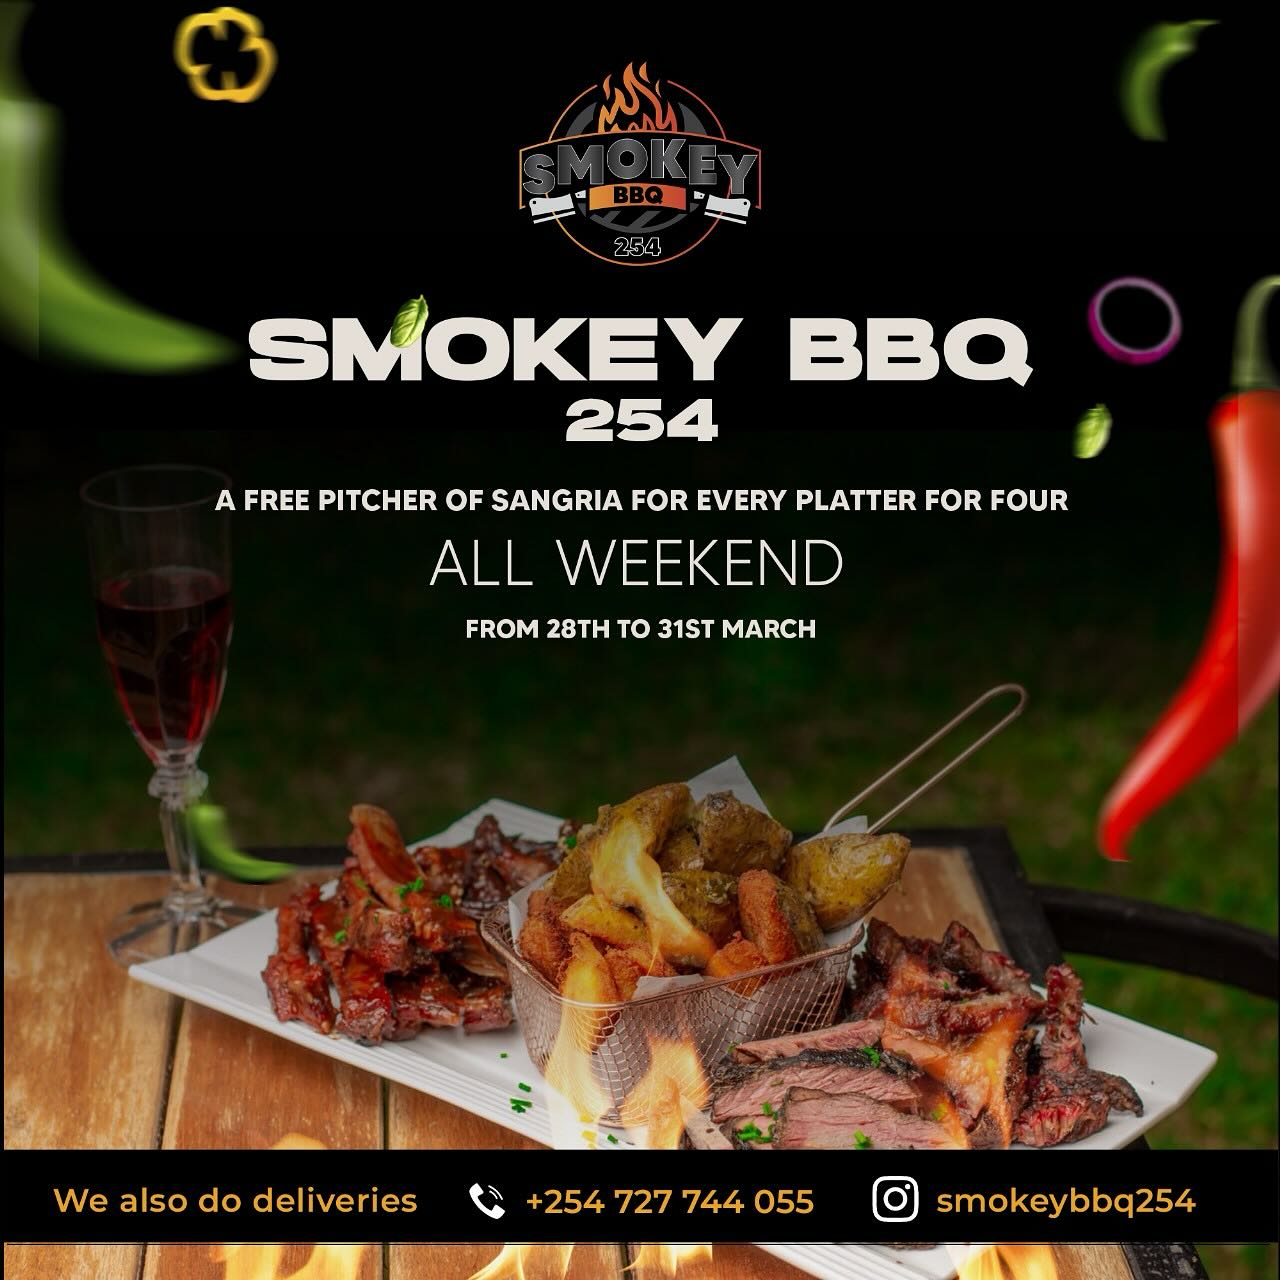 SMOKEY
BBQ
254
SMOKEY BBQ
254
A FREE PITCHER OF SANGRIA FOR EVERY PLATTER FOR FOUR
ALL WEEKEND
FROM 28TH TO 31ST MARCH
We also do deliveries
+254 727 744 055
smokeybbq254